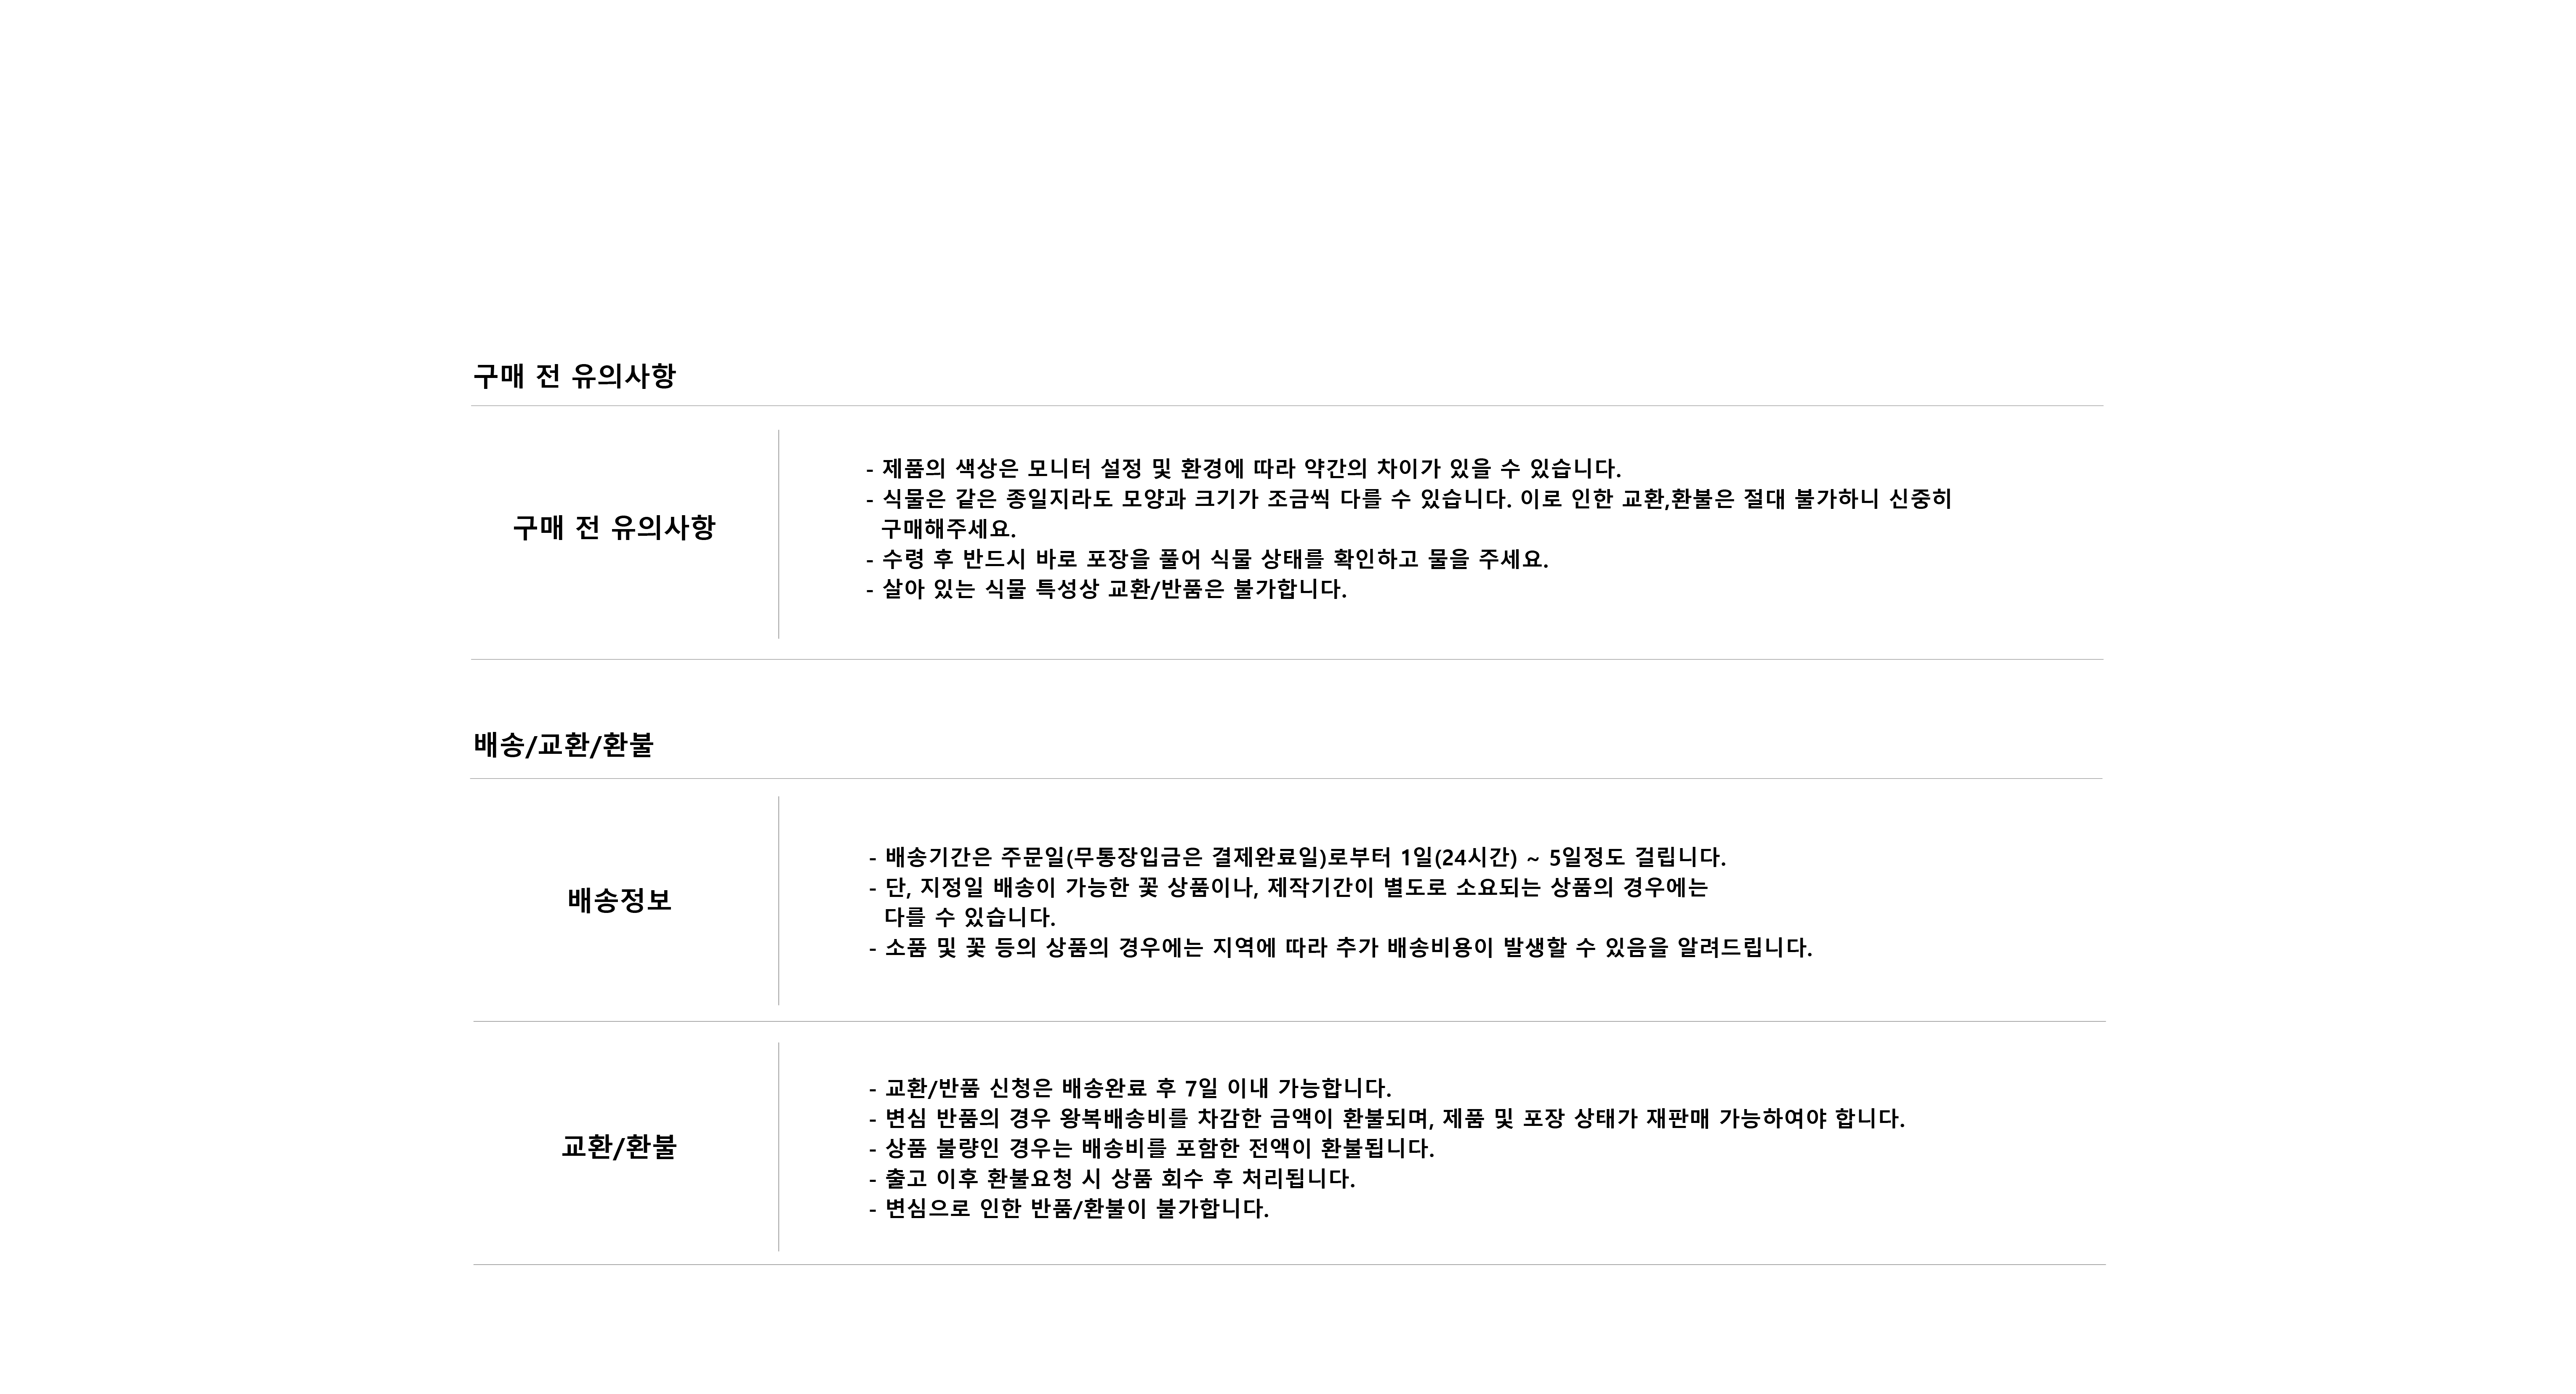 구매 전 유의사항
구매 전 유의사항
- 제품의 색상은 모니터 설정 및 환경에 따라 약간의 차이가 있을 수 있습니다.
- 식물은 같은 종일지라도 모양과 크기가 조금씩 다를 수 있습니다. 이로 인한 교환,환불은 절대 불가하니 신중히
구매해주세요.
- 수령 후 반드시 바로 포장을 풀어 식물 상태를 확인하고 물을 주세요.
- 살아 있는 식물 특성상 교환/반품은 불가합니다.
배송/교환/환불
배송정보
- 배송기간은 주문일(무통장입금은 결제완료일)로부터 1일(24시간) ~ 5일정도 걸립니다.
- 단, 지정일 배송이 가능한 꽃 상품이나, 제작기간이 별도로 소요되는 상품의 경우에는
다를 수 있습니다.
- 소품 및 꽃 등의 상품의 경우에는 지역에 따라 추가 배송비용이 발생할 수 있음을 알려드립니다.
교환/환불
- 교환/반품 신청은 배송완료 후 7일 이내 가능합니다.
- 변심 반품의 경우 왕복배송비를 차감한 금액이 환불되며, 제품 및 포장 상태가 재판매 가능하여야 합니다.
- 상품 불량인 경우는 배송비를 포함한 전액이 환불됩니다.
- 출고 이후 환불요청 시 상품 회수 후 처리됩니다.
- 변심으로 인한 반품/환불이 불가합니다.